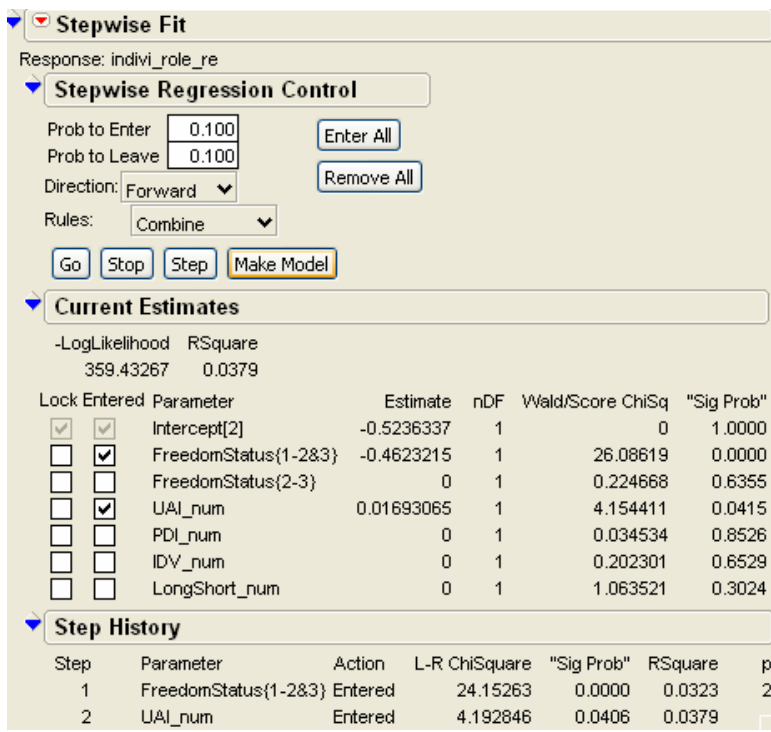 Stepwise Fit
Response: indivi_role_re
Stepwise Regression Control
Prob to Enter 0.100
Enter All
Prob to Leave 0.100
Remove All
Direction: Forward
Rules: Combine
Go Stop Step Make Model
Current Estimates
-LogLikelihood RSquare
359.43267 0.0379
Lock Entered Parameter Estimate nDF Wald/Score ChiSq "Sig Prob"
Intercept[2] -0.5236337 1 0 1.0000
FreedomStatus{1-2&3} -0.4623215 1 26.08619 0.0000
FreedomStatus{2-3} 0 1 0.224668 0.6355
UAI_num 0.01693065 1 4.154411 0.0415
PDI_num 0 1 0.034534 0.8526
IDV_num 0 1 0.202301 0.6529
LongShort_num 0 1 1.063521 0.3024
Step History
Step Parameter Action L-R ChiSquare "Sig Prob" RSquare p
1 FreedomStatus{1-2&3} Entered 24.15263 0.0000 0.0323 2
2 UAI_num Entered 4.192846 0.0406 0.0379